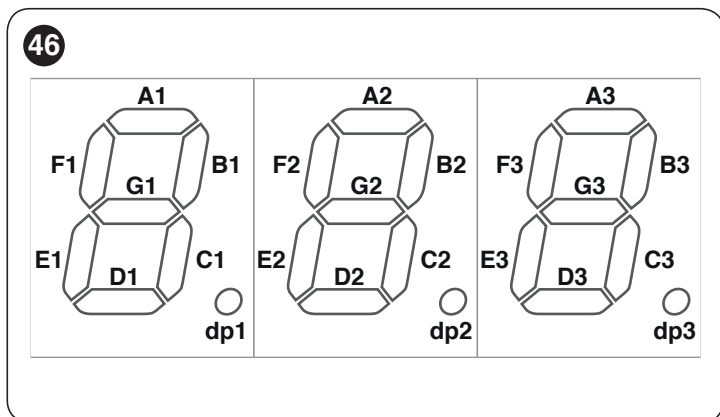 46
A1 A2 A3
F1 B1 F2 B2 F3 B3
G1 G2 G3
E1 C1 E2 C2 E3 C3
D1 D2 D3
dp1 dp2 dp3